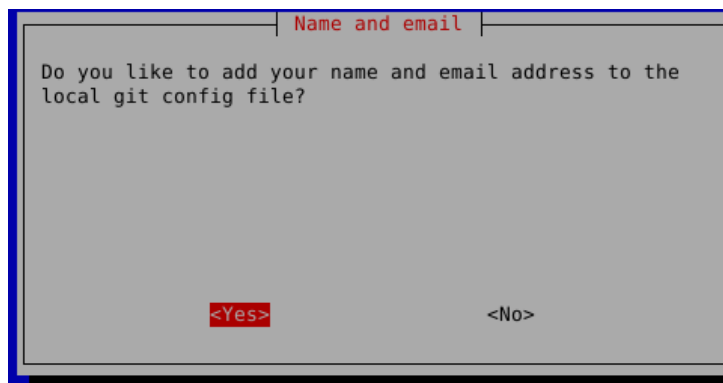 Name and email
Do you like to add your name and email address to the
local git config file?
<Yes> <No>